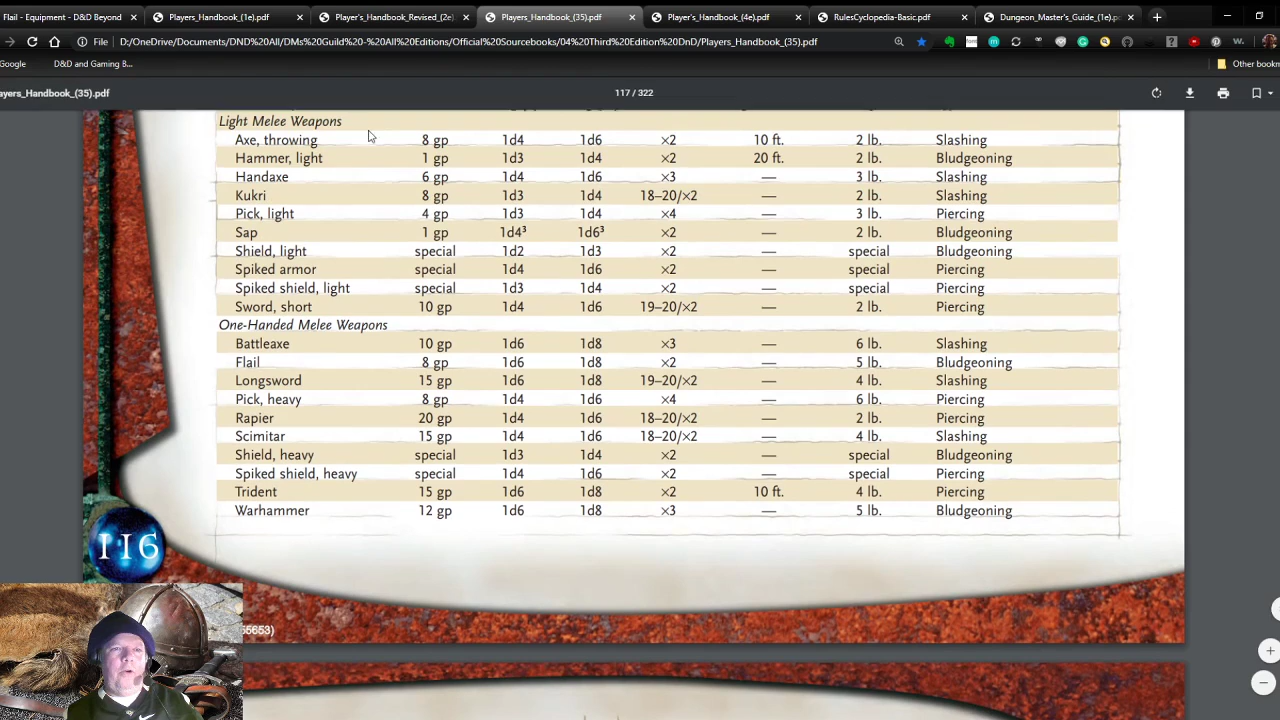 Flail - Equipment - D&D Beyond
Players_Handbook_(1e).pdf
Player's_Handbook_Revised_(2e).
Players_Handbook_(35).pdf
Player's_Handbook_(4e).pdf
RulesCyclopedia-Basic.pdf
Dungeon_Master's_Guide_(1e).p
File D:/OneDrive/Documents/DND%20All/DMs%20Guild%20-%20All%20Editions/Official%20Sourcebooks/04%20Third%20Edition%20DnD/Players_Handbook_(35).pdf
Google D&D and Gaming B... Other bookm
ayers_Handbook_(35).pdf 117 / 322
Light Melee Weapons
Axe, throwing 8 gp 1d4 1d6 ×2 10 ft. 2 lb. Slashing
Hammer, light 1 gp 1d3 1d4 ×2 20 ft. 2 lb. Bludgeoning
Handaxe 6 gp 1d4 1d6 ×3 — 3 lb. Slashing
Kukri 8 gp 1d3 1d4 18–20/×2 — 2 lb. Slashing
Pick, light 4 gp 1d3 1d4 ×4 — 3 lb. Piercing
Sap 1 gp 1d4³ 1d6³ ×2 — 2 lb. Bludgeoning
Shield, light special 1d2 1d3 ×2 — special Bludgeoning
Spiked armor special 1d4 1d6 ×2 — special Piercing
Spiked shield, light special 1d3 1d4 ×2 — special Piercing
Sword, short 10 gp 1d4 1d6 19–20/×2 — 2 lb. Piercing
One-Handed Melee Weapons
Battleaxe 10 gp 1d6 1d8 ×3 — 6 lb. Slashing
Flail 8 gp 1d6 1d8 ×2 — 5 lb. Bludgeoning
Longsword 15 gp 1d6 1d8 19–20/×2 — 4 lb. Slashing
Pick, heavy 8 gp 1d4 1d6 ×4 — 6 lb. Piercing
Rapier 20 gp 1d4 1d6 18–20/×2 — 2 lb. Piercing
Scimitar 15 gp 1d4 1d6 18–20/×2 — 4 lb. Slashing
Shield, heavy special 1d3 1d4 ×2 — special Bludgeoning
Spiked shield, heavy special 1d4 1d6 ×2 — special Piercing
Trident 15 gp 1d6 1d8 ×2 10 ft. 4 lb. Piercing
Warhammer 12 gp 1d6 1d8 ×3 — 5 lb. Bludgeoning
116
55653)